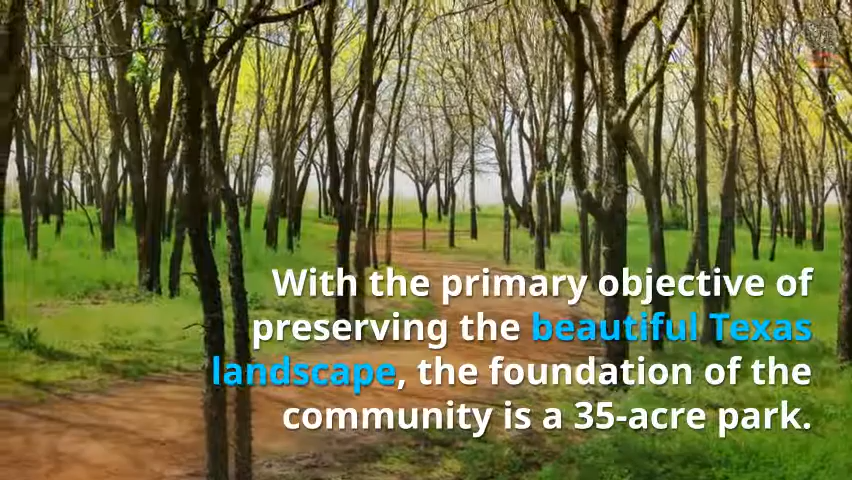 With the primary objective of
preserving the beautiful Texas
landscape, the foundation of the
community is a 35-acre park.